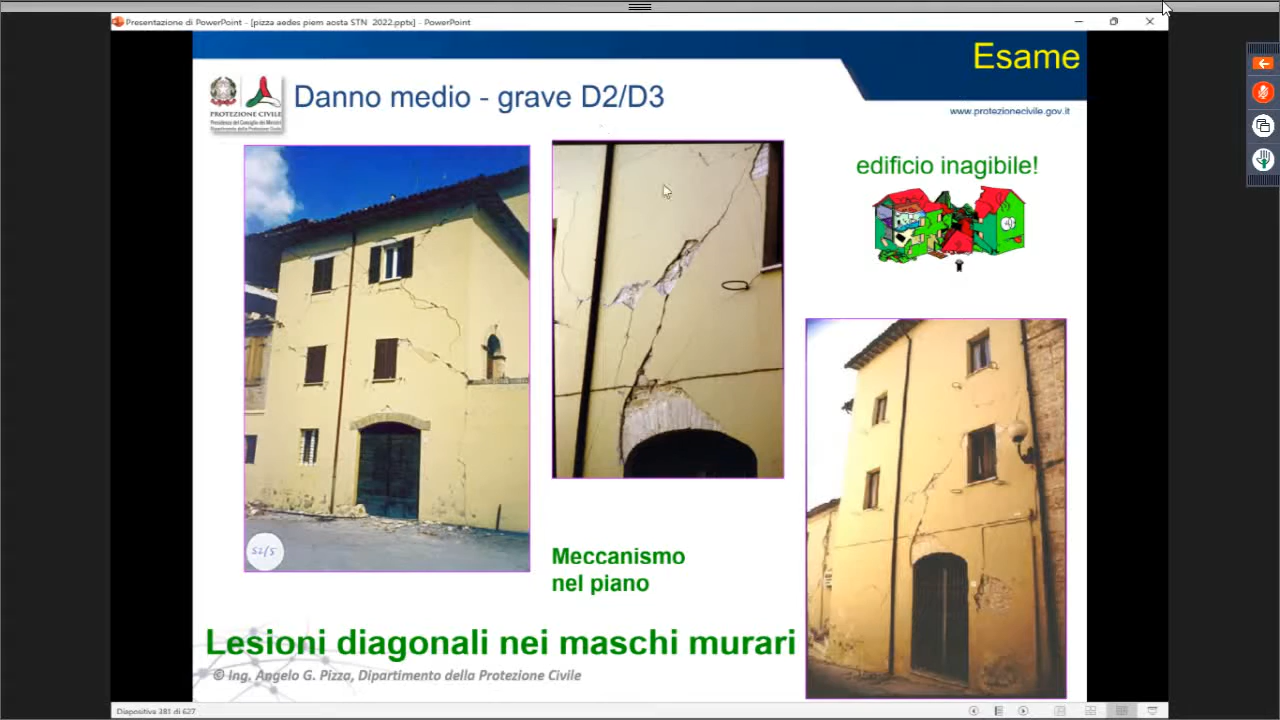 Presentazione di PowerPoint - [pizza aedes piem aosta STN 2022.pptx] - PowerPoint
Esame
Danno medio - grave D2/D3
www.protezionecivile.gov.it
PROTEZIONE CIVILE
Presidenza del Consiglio dei Ministri
Dipartimento della Protezione Civile
edificio inagibile!
Meccanismo
nel piano
Lesioni diagonali nei maschi murari
© Ing. Angelo G. Pizza, Dipartimento della Protezione Civile
Diapositiva 381 di 627